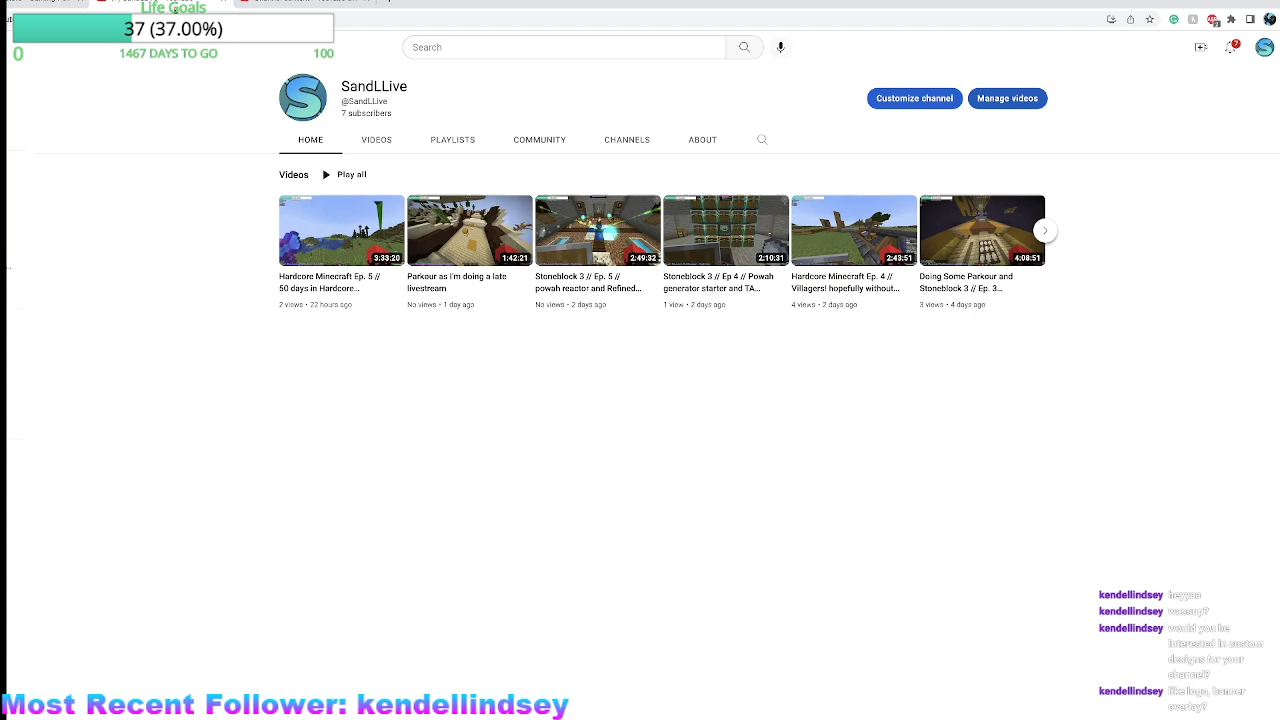 Life Goals
37 (37.00%)
0 1467 DAYS TO GO 100
Search
7
SandLLive
@SandLLive
7 subscribers
Customize channel Manage videos
HOME VIDEOS PLAYLISTS COMMUNITY CHANNELS ABOUT
Videos Play all
3:33:20
Hardcore Minecraft Ep. 5 //
50 days in Hardcore...
2 views • 22 hours ago
1:42:21
Parkour as I'm doing a late
livestream
No views • 1 day ago
2:49:32
Stoneblock 3 // Ep. 5 //
powah reactor and Refined...
No views • 2 days ago
2:10:31
Stoneblock 3 // Ep 4 // Powah
generator starter and TA...
1 view • 2 days ago
2:43:51
Hardcore Minecraft Ep. 4 //
Villagers! hopefully without...
4 views • 2 days ago
4:08:51
Doing Some Parkour and
Stoneblock 3 // Ep. 3...
3 views • 4 days ago
kendellindsey heyyaa
kendellindsey wassup?
kendellindsey would you be
interested in custom
designs for your
channel?
kendellindsey like logo, banner
overlay?
Most Recent Follower: kendellindsey